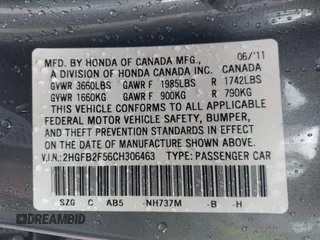 MFD. BY HONDA OF CANADA MFG., 06/'11
A DIVISION OF HONDA CANADA INC. CANADA
GVWR 3660LBS GAWR F 1985LBS R 1742LBS
GVWR 1660KG GAWR F 900KG R 790KG
THIS VEHICLE CONFORMS TO ALL APPLICABLE
FEDERAL MOTOR VEHICLE SAFETY, BUMPER,
AND THEFT PREVENTION STANDARDS IN EFFECT
ON THE DATE OF MANUFACTURE SHOWN ABOVE.
V.I.N.:2HGFB2F56CH306463 TYPE:PASSENGER CAR
SZG C AB5 -NH737M -B -H
DREAMBID